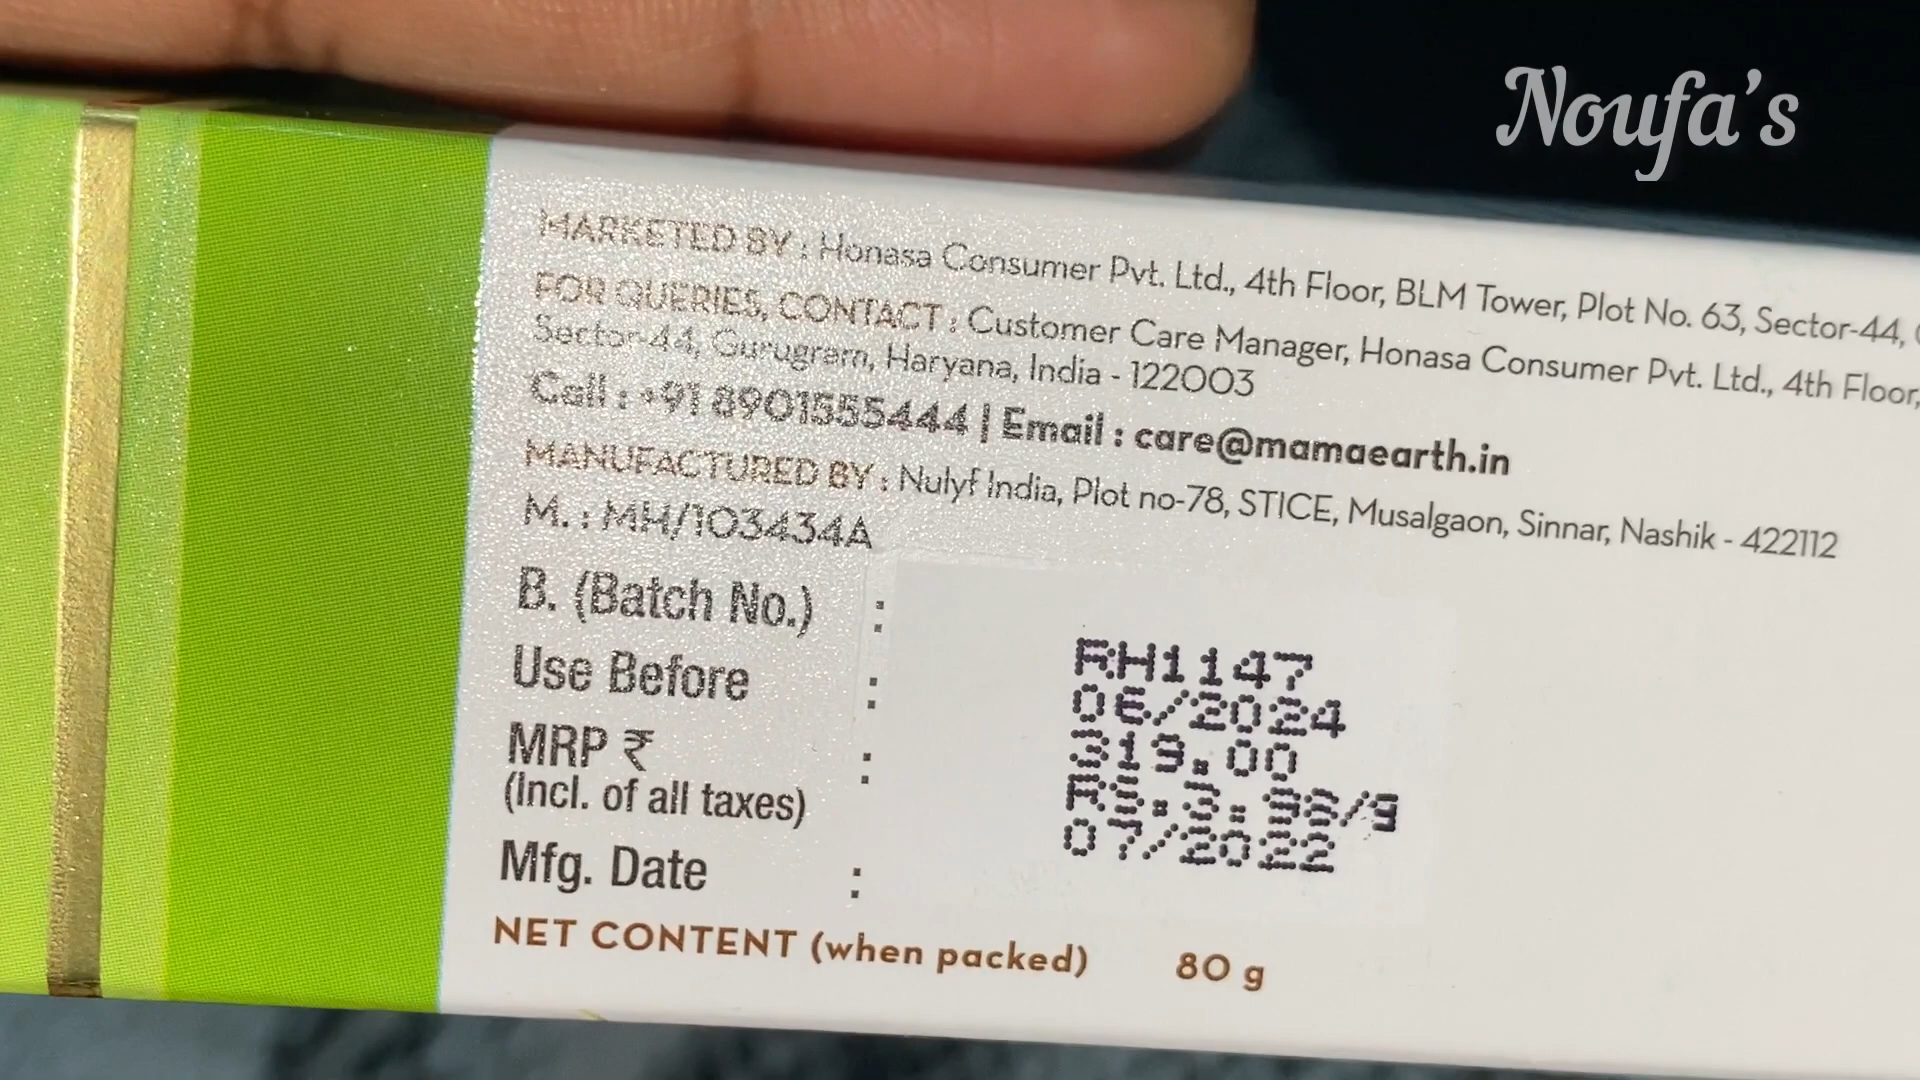 Noufa's
MARKETED BY : Honasa Consumer Pvt. Ltd., 4th Floor, BLM Tower, Plot No. 63, Sector-44,
FOR QUERIES, CONTACT : Customer Care Manager, Honasa Consumer Pvt. Ltd., 4th Floor,
Sector-44, Gurugram, Haryana, India - 122003
Call : +91 8901555444 | Email : care@mamaearth.in
MANUFACTURED BY : Nulyf India, Plot no-78, STICE, Musalgaon, Sinnar, Nashik - 422112
M. : MH/103434A
B. (Batch No.) : RH1147
Use Before : 06/2024
MRP ₹ : 319.00
(Incl. of all taxes) RS.3.98/g
Mfg. Date : 07/2022
NET CONTENT (when packed) 80 g